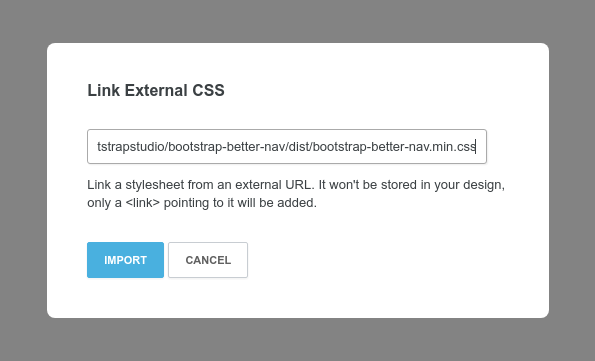 Link External CSS
tstrapstudio/bootstrap-better-nav/dist/bootstrap-better-nav.min.css
Link a stylesheet from an external URL. It won't be stored in your design,
only a <link> pointing to it will be added.
IMPORT CANCEL